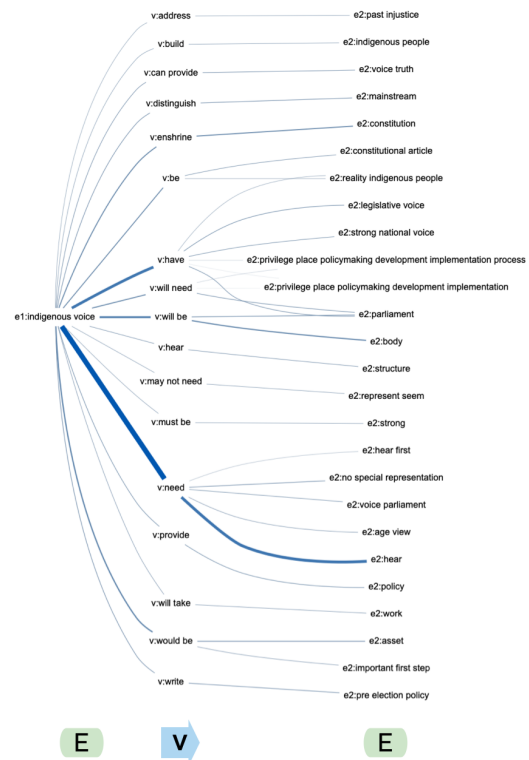 v:address e2:past injustice
v:build e2:indigenous people
v:can provide e2:voice truth
v:distinguish e2:mainstream
v:enshrine e2:constitution
e2:constitutional article
v:be e2:reality indigenous people
e2:legislative voice
e2:strong national voice
v:have e2:privilege place policymaking development implementation process
v:will need e2:privilege place policymaking development implementation
e1:indigenous voice v:will be e2:parliament
e2:body
v:hear
e2:structure
v:may not need
e2:represent seem
v:must be e2:strong
e2:hear first
e2:no special representation
v:need
e2:voice parliament
e2:age view
v:provide
e2:hear
e2:policy
v:will take
e2:work
v:would be e2:asset
e2:important first step
v:write
e2:pre election policy
E V E